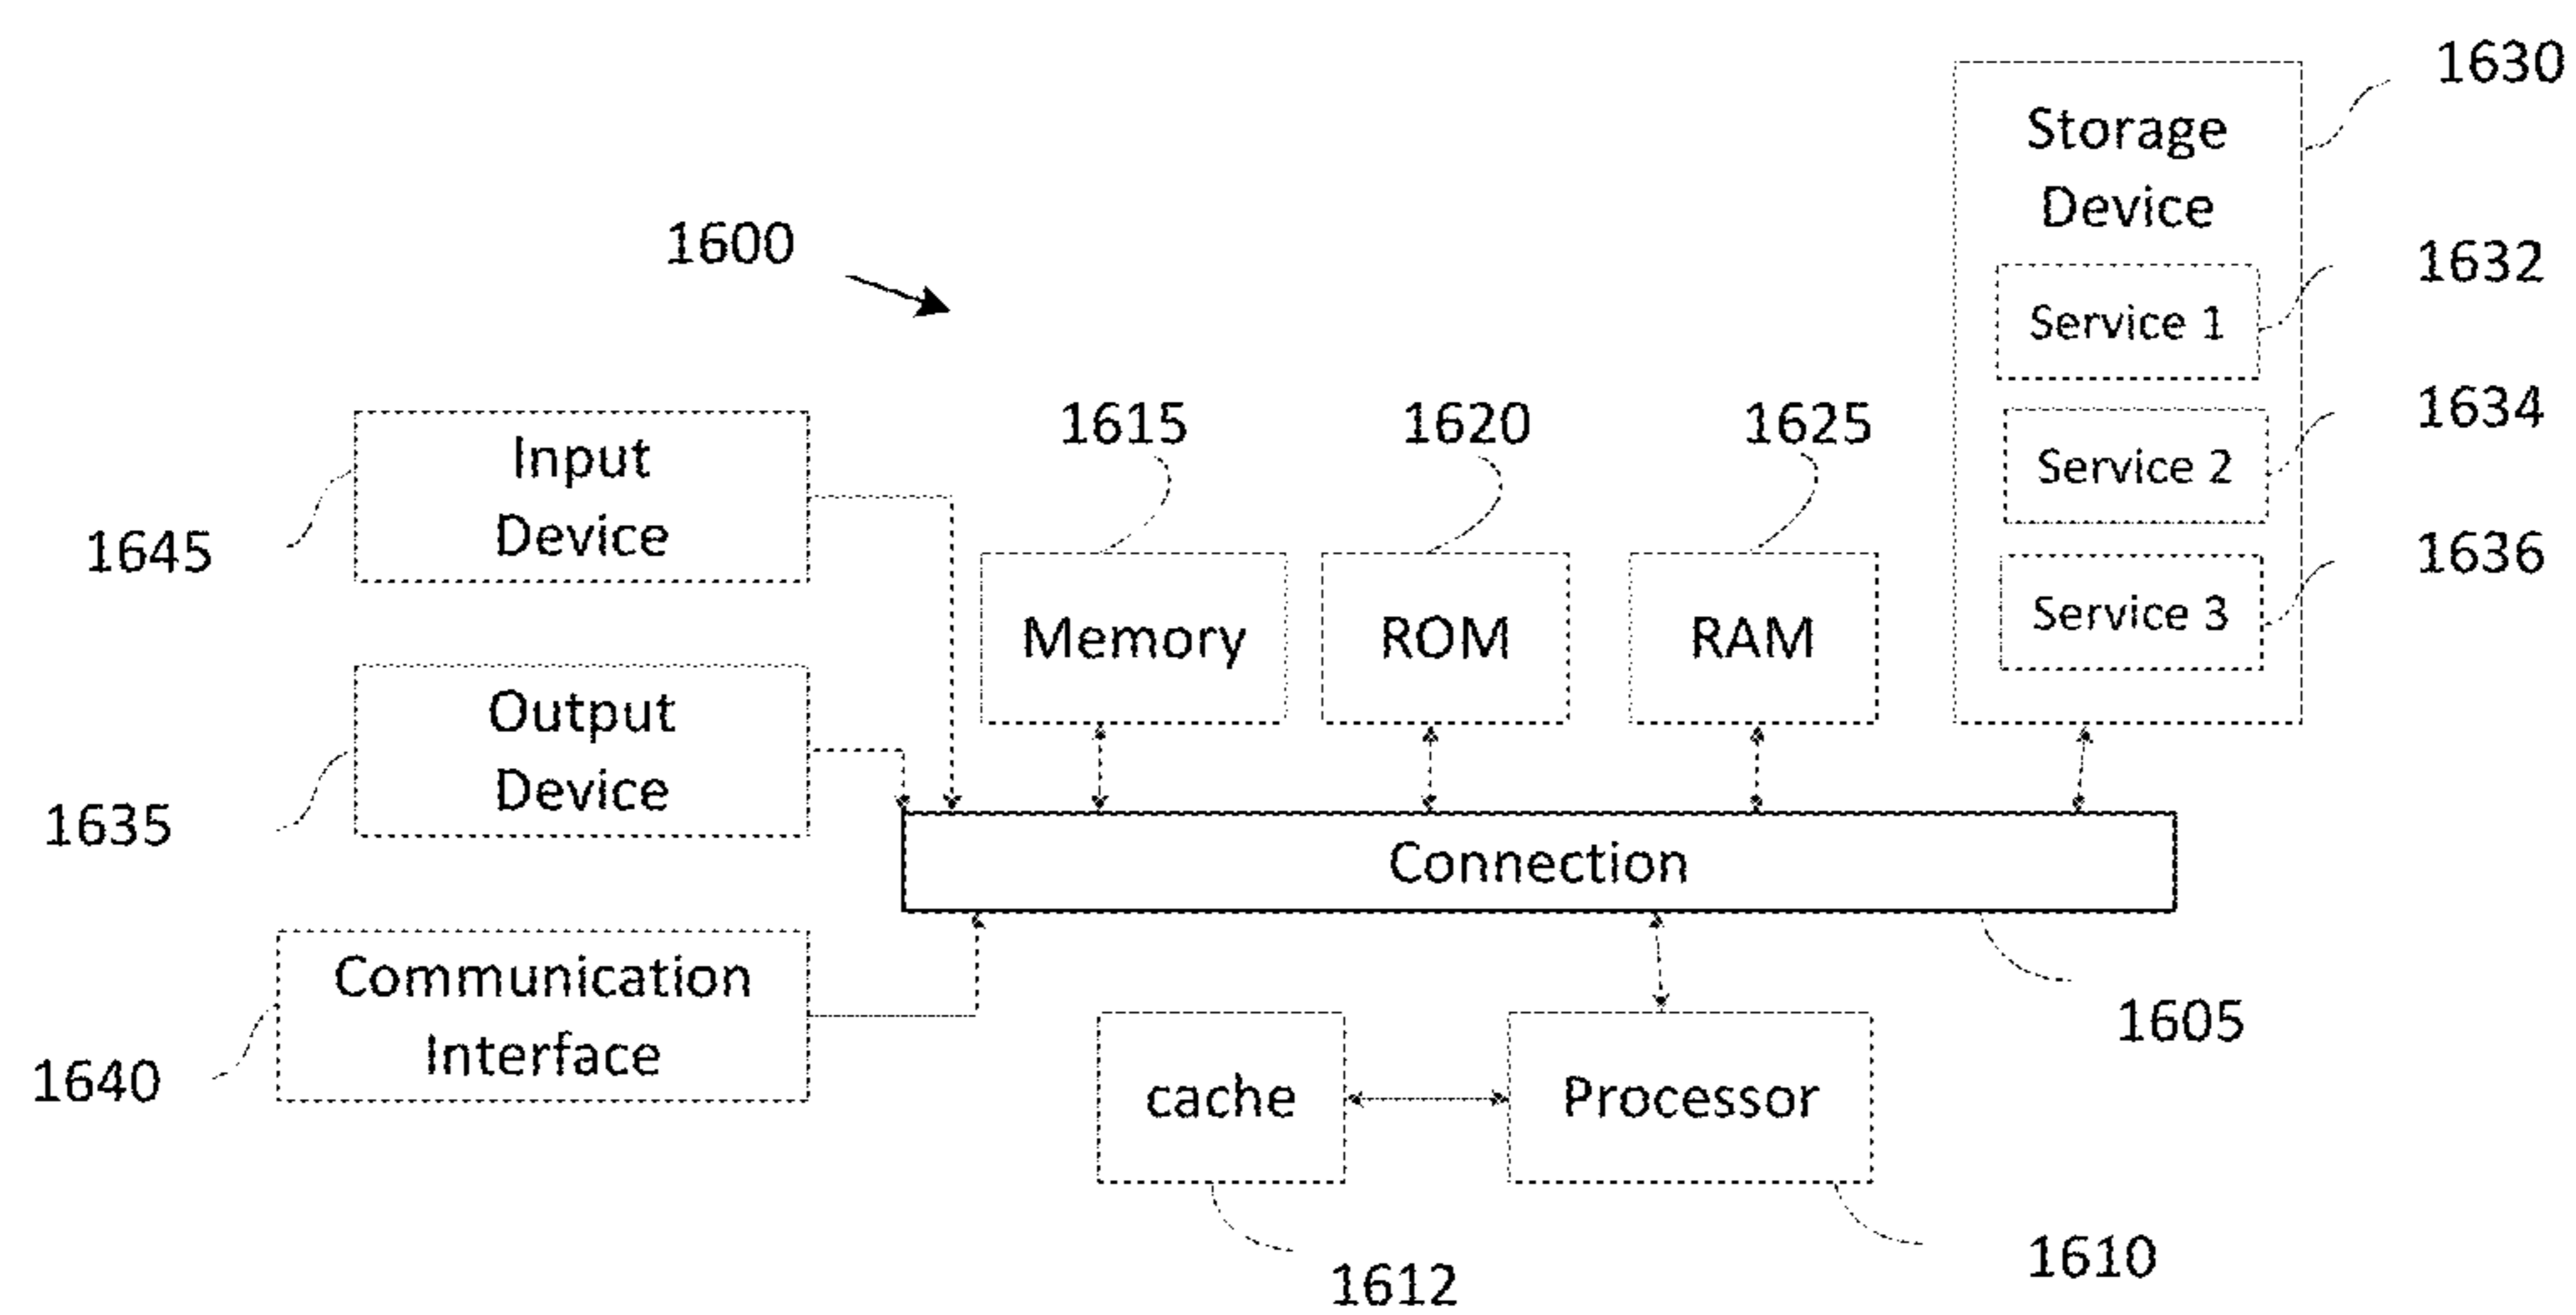 1630
Storage
Device
1600
1632
Service 1
1634
Service 2
1636
Service 3
Input
Device
1645
1615
1620
1625
Memory
ROM
RAM
Output
Device
1635
Connection
Communication
Interface
1640
1605
cache
Processor
1612
1610